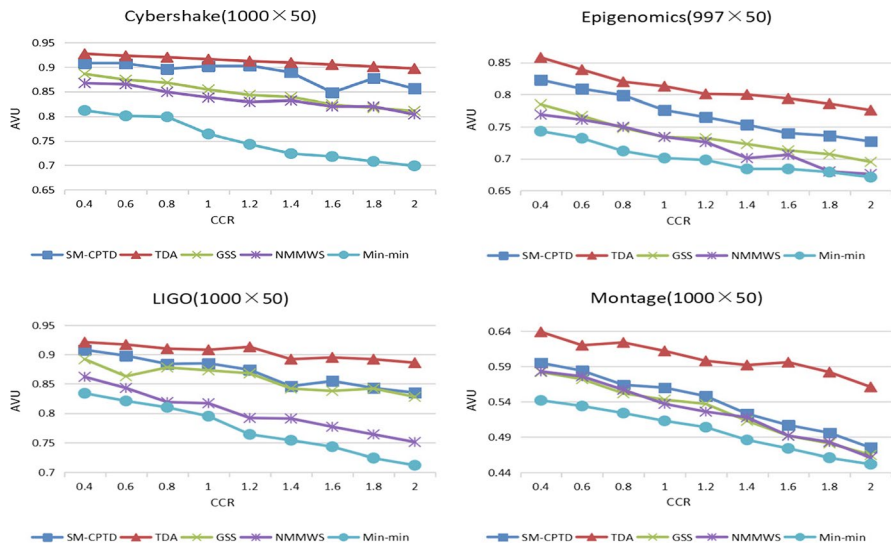 Cybershake(1000×50)
0.95
0.9
0.85
0.8
0.75
0.7
0.65
AVU
0.4 0.6 0.8 1 1.2 1.4 1.6 1.8 2
CCR
SM-CPTD TDA GSS NMMWS Min-min
Epigenomics(997×50)
0.85
0.8
0.75
0.7
0.65
AVU
0.4 0.6 0.8 1 1.2 1.4 1.6 1.8 2
CCR
SM-CPTD TDA GSS NMMWS Min-min
LIGO(1000×50)
0.95
0.9
0.85
0.8
0.75
0.7
AVU
0.4 0.6 0.8 1 1.2 1.4 1.6 1.8 2
CCR
SM-CPTD TDA GSS NMMWS Min-min
Montage(1000×50)
0.64
0.59
0.54
0.49
0.44
AVU
0.4 0.6 0.8 1 1.2 1.4 1.6 1.8 2
CCR
SM-CPTD TDA GSS NMMWS Min-min